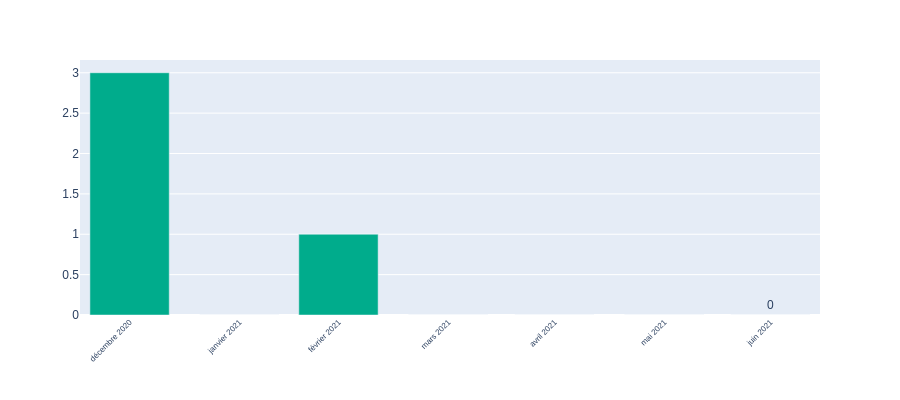 3
2.5
2
1.5
1
0.5
0
0
décembre 2020
janvier 2021
février 2021
mars 2021
avril 2021
mai 2021
juin 2021